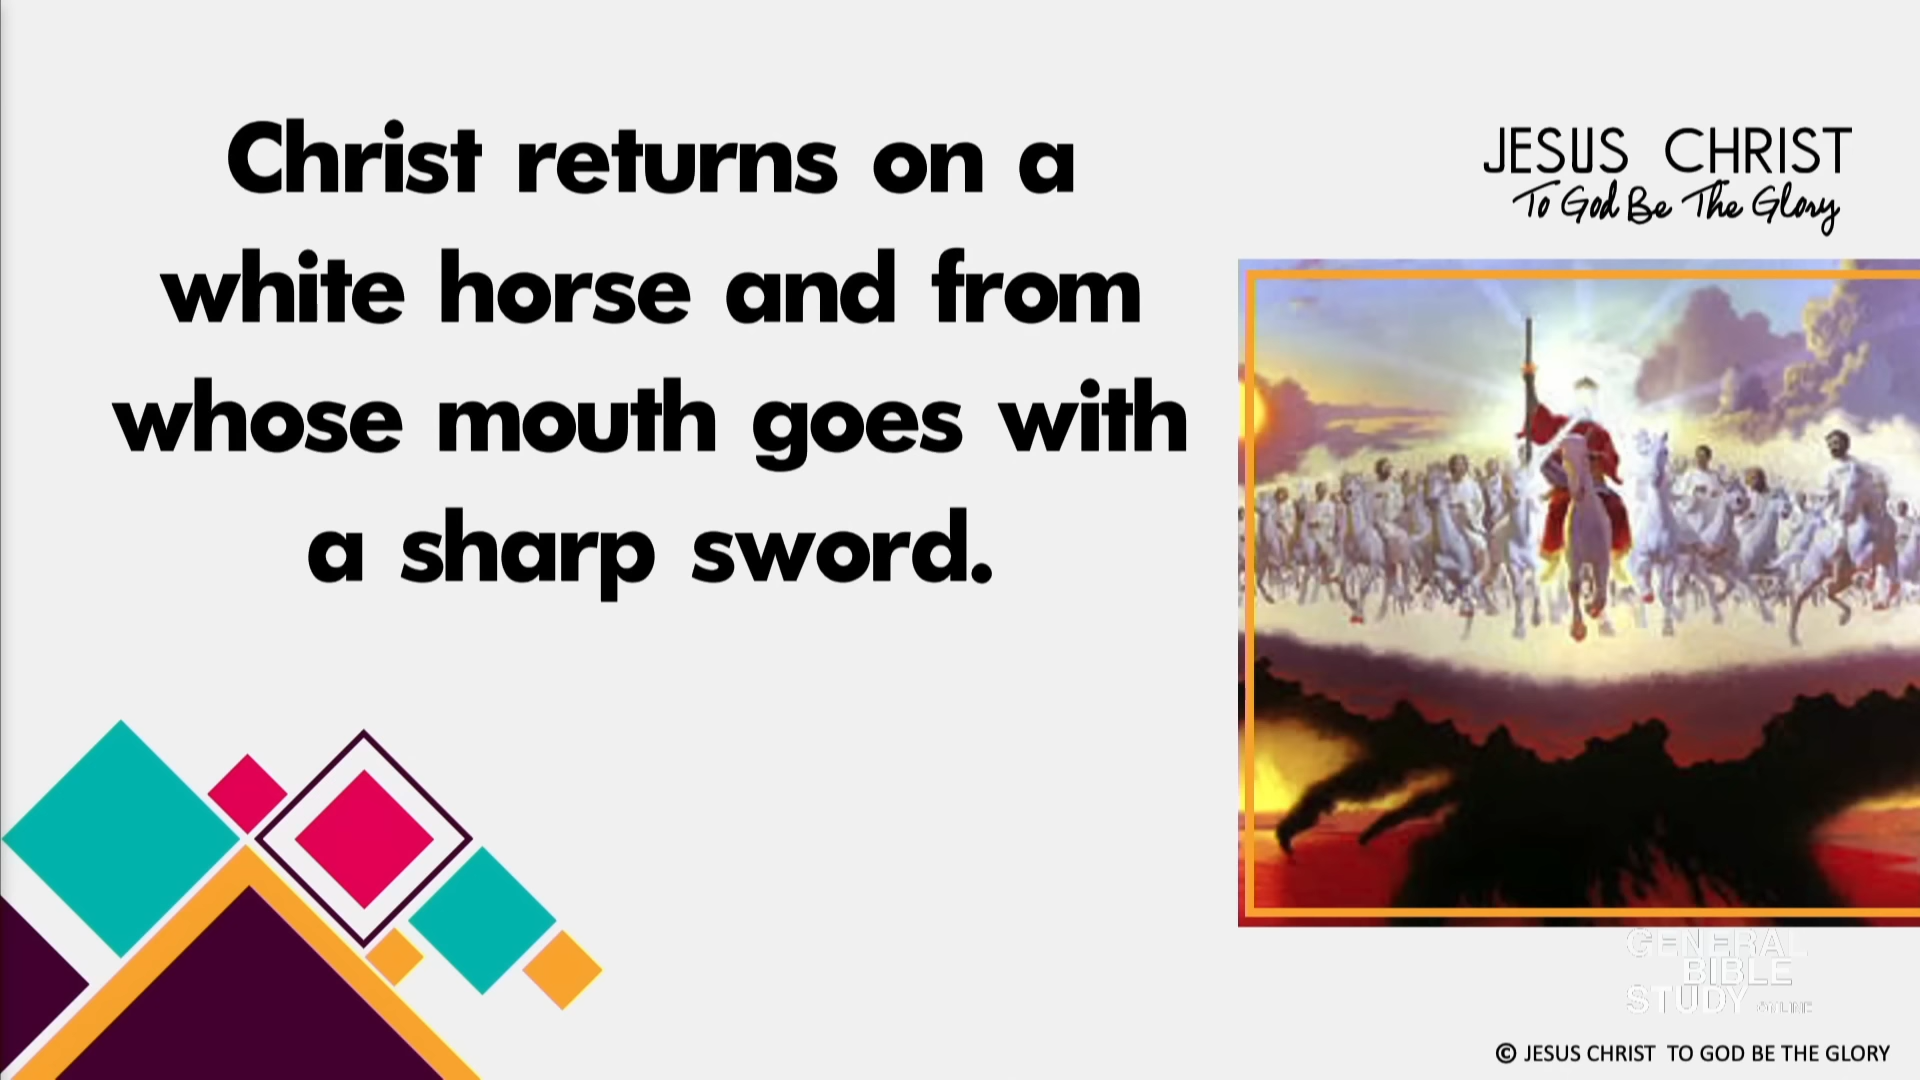 Christ returns on a
white horse and from
whose mouth goes with
a sharp sword.
JESUS CHRIST
To God Be The Glory
GENERAL
BIBLE
STUDY ONLINE
© JESUS CHRIST TO GOD BE THE GLORY